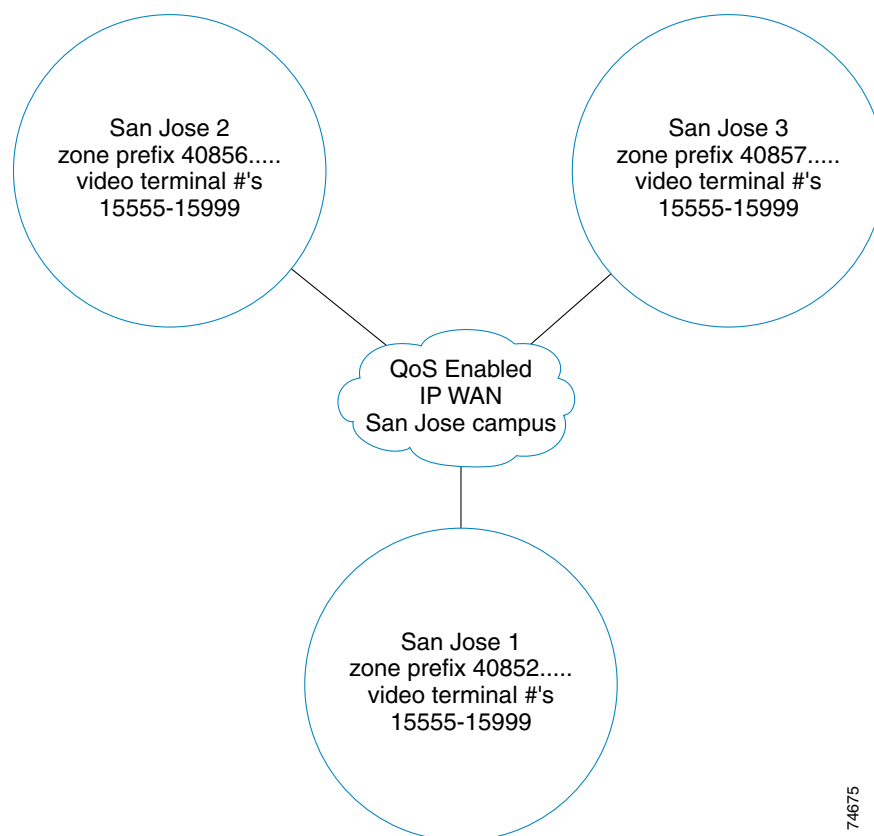 San Jose 2
zone prefix 40856.....
video terminal #'s
15555-15999
San Jose 3
zone prefix 40857.....
video terminal #'s
15555-15999
QoS Enabled
IP WAN
San Jose campus
San Jose 1
zone prefix 40852.....
video terminal #'s
15555-15999
74675